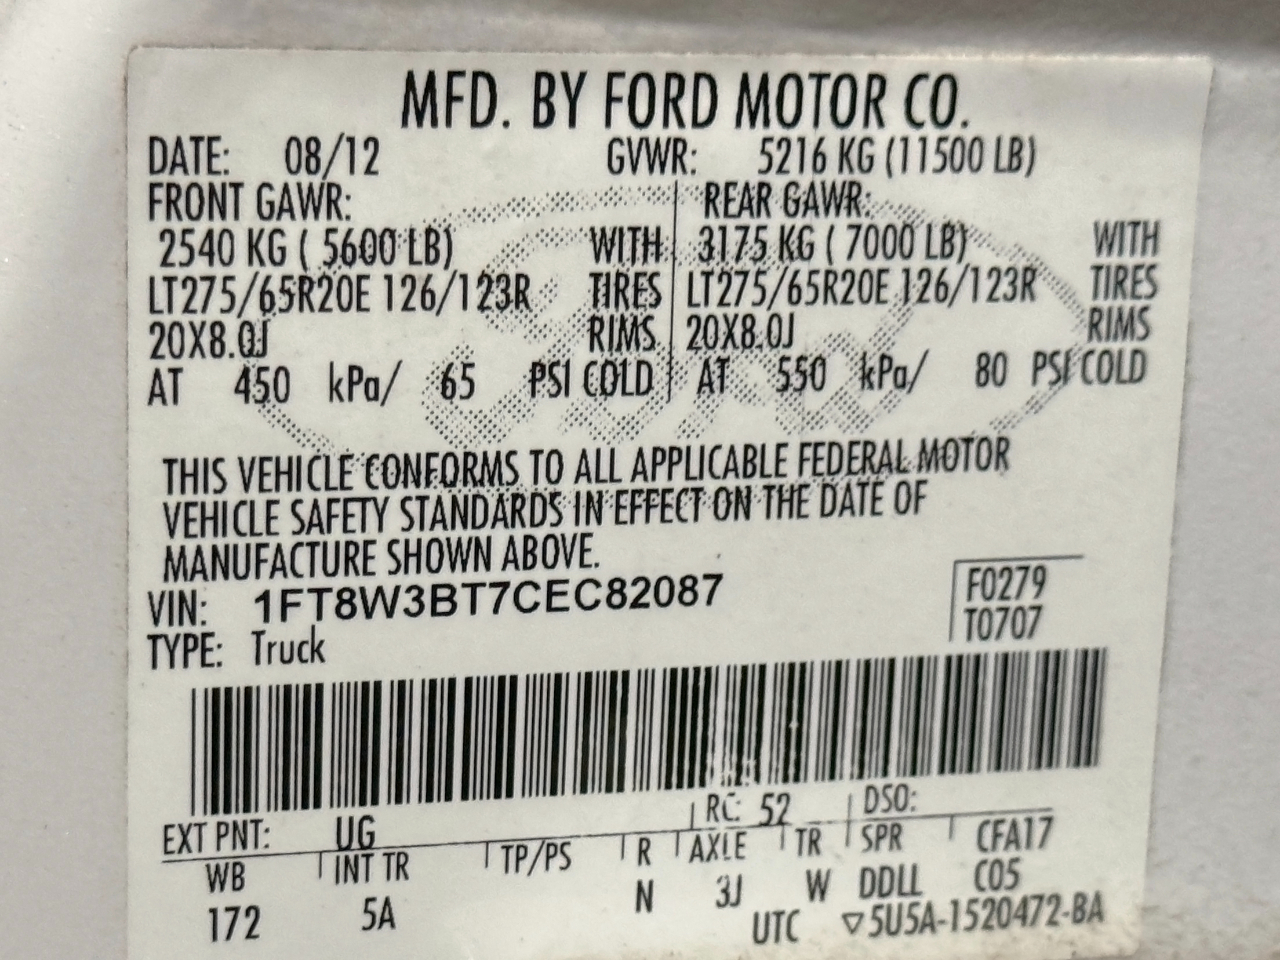 MFD. BY FORD MOTOR CO.
DATE: 08/12 GVWR: 5216 KG (11500 LB)
FRONT GAWR: REAR GAWR:
2540 KG ( 5600 LB) WITH 3175 KG ( 7000 LB) WITH
LT275/65R20E 126/123R TIRES LT275/65R20E 126/123R TIRES
20X8.0J RIMS 20X8.0J RIMS
AT 450 kPa/ 65 PSI COLD AT 550 kPa/ 80 PSI COLD
THIS VEHICLE CONFORMS TO ALL APPLICABLE FEDERAL MOTOR
VEHICLE SAFETY STANDARDS IN EFFECT ON THE DATE OF
MANUFACTURE SHOWN ABOVE.
VIN: 1FT8W3BT7CEC82087 F0279
TYPE: Truck T0707
EXT PNT: UG RC: 52 DSO:
WB INT TR TP/PS R AXLE TR SPR CFA17
172 5A N 3J W DDLL C05
UTC ▽5U5A-1520472-BA